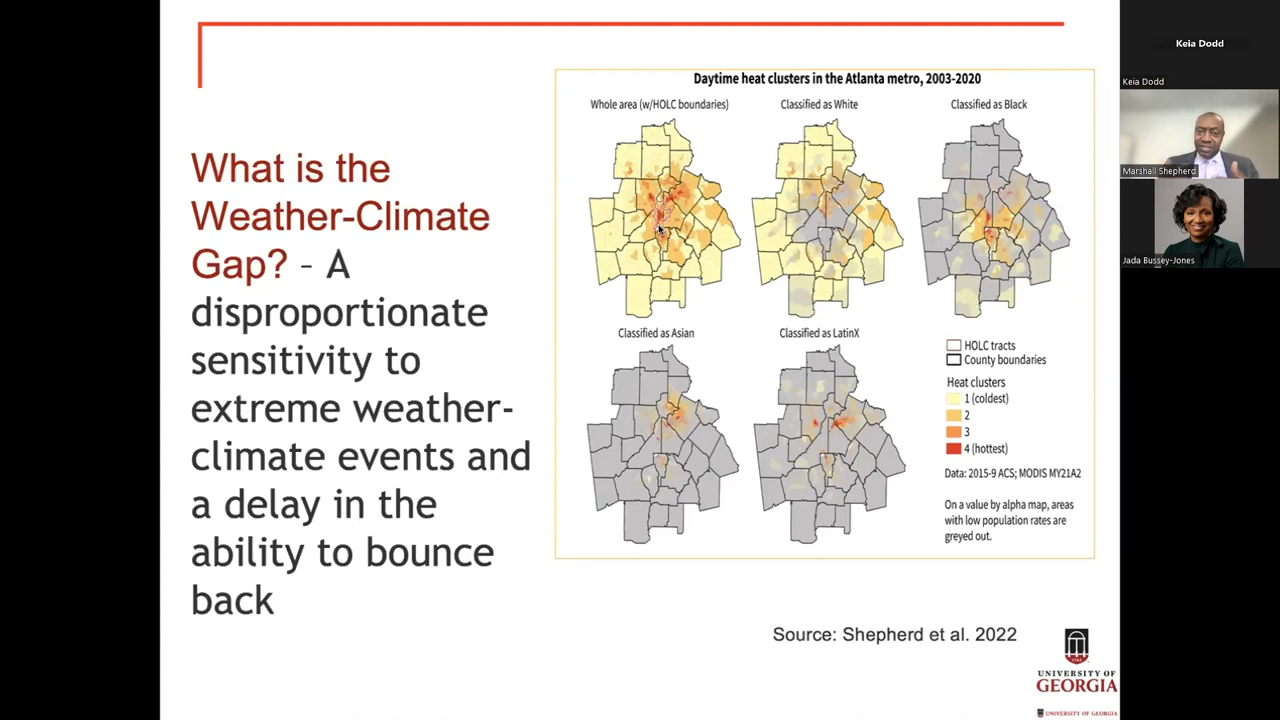 What is the
Weather-Climate
Gap? - A
disproportionate
sensitivity to
extreme weather-
climate events and
a delay in the
ability to bounce
back
Daytime heat clusters in the Atlanta metro, 2003-2020
Whole area (w/HOLC boundaries)
Classified as White
Classified as Black
Classified as Asian
Classified as LatinX
HOLC tracts
County boundaries
Heat clusters
1 (coldest)
2
3
4 (hottest)
Data: 2015-9 ACS; MODIS MY21A2
On a value by alpha map, areas
with low population rates are
greyed out.
Source: Shepherd et al. 2022
UNIVERSITY OF
GEORGIA
UNIVERSITY OF GEORGIA
Keia Dodd
Keia Dodd
Marshall Shepherd
Jada Bussey-Jones